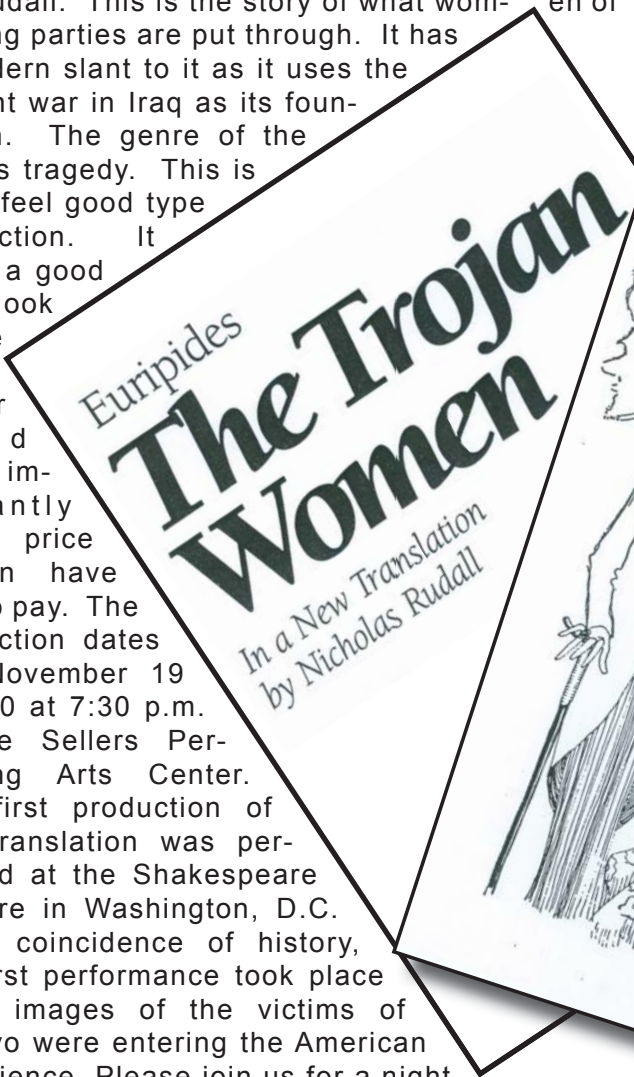 udall. This is the story of what wom- en of
ng parties are put through. It has
dern slant to it as it uses the
nt war in Iraq as its foun-
n. The genre of the
s tragedy. This is
feel good type
ction. It
a good
ook
e
r
d
im-
antly
price
n have
o pay. The
ction dates
November 19
0 at 7:30 p.m.
e Sellers Per-
ng Arts Center.
first production of
ranslation was per-
d at the Shakespeare
re in Washington, D.C.
coincidence of history,
rst performance took place
images of the victims of
vo were entering the American
ience. Please join us for a night
Euripides
The Trojan
Women
In a New Translation
by Nicholas Rudall